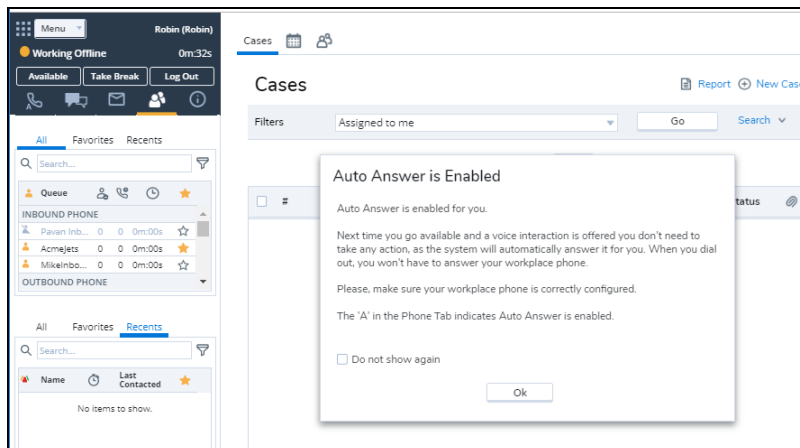 Menu
Robin (Robin)
Working Offline
0m:32s
Available
Take Break
Log Out
A
All
Favorites
Recents
Search...
Queue
INBOUND PHONE
Pavan Inb... 0 0 0m:00s
Acmejets 0 0 0m:00s
MikeInbo... 0 0 0m:00s
OUTBOUND PHONE
All
Favorites
Recents
Search...
Name
Last
Contacted
No items to show.
Cases
Cases
Report
New Cas
Filters
Assigned to me
Go
Search
#
tatus
Auto Answer is Enabled
Auto Answer is enabled for you.
Next time you go available and a voice interaction is offered you don't need to
take any action, as the system will automatically answer it for you. When you dial
out, you won't have to answer your workplace phone.
Please, make sure your workplace phone is correctly configured.
The 'A' in the Phone Tab indicates Auto Answer is enabled.
Do not show again
Ok